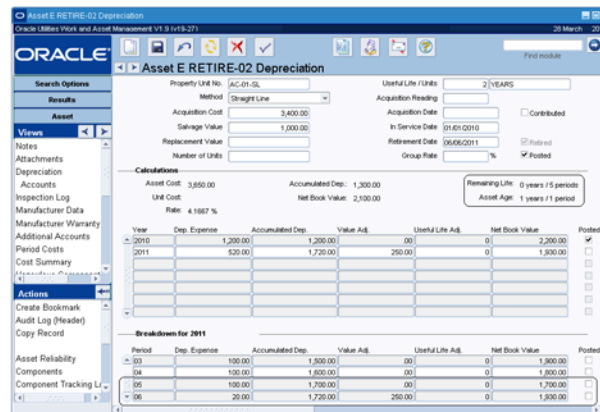 Asset E RETIRE-02 Depreciation
Oracle Utilities Work and Asset Management V1.9 (v19-27) 28 March 20
ORACLE
Find module
Asset E RETIRE-02 Depreciation
Search Options
Results
Asset
Views
Notes
Attachments
Depreciation
Accounts
Inspection Log
Manufacturer Data
Manufacturer Warranty
Additional Accounts
Period Costs
Cost Summary
Actions
Create Bookmark
Audit Log (Header)
Copy Record
Asset Reliability
Components
Component Tracking
Property Unit No. AC-01-SL Useful Life / Units 2 YEARS
Method Straight Line Acquisition Reading
Acquisition Cost 3,400.00 Acquisition Date Contributed
Salvage Value 1,000.00 In Service Date 01/01/2010
Replacement Value Retirement Date 06/06/2011 Retired
Number of Units Group Rate % Posted
Calculations
Asset Cost: 3,650.00 Accumulated Dep.: 1,300.00 Remaining Life: 0 years / 5 periods
Unit Cost: Net Book Value: 2,100.00 Asset Age: 1 years / 1 period
Rate: 4.1667 %
Year Dep. Expense Accumulated Dep. Value Adj. Useful Life Adj. Net Book Value Posted
2010 1,200.00 1,200.00 .00 0 2,200.00
2011 520.00 1,720.00 250.00 0 1,930.00
Breakdown for 2011
Period Dep. Expense Accumulated Dep. Value Adj. Useful Life Adj. Net Book Value Posted
03 100.00 1,500.00 .00 0 1,900.00
04 100.00 1,600.00 .00 0 1,800.00
05 100.00 1,700.00 .00 0 1,700.00
06 20.00 1,720.00 250.00 0 1,930.00